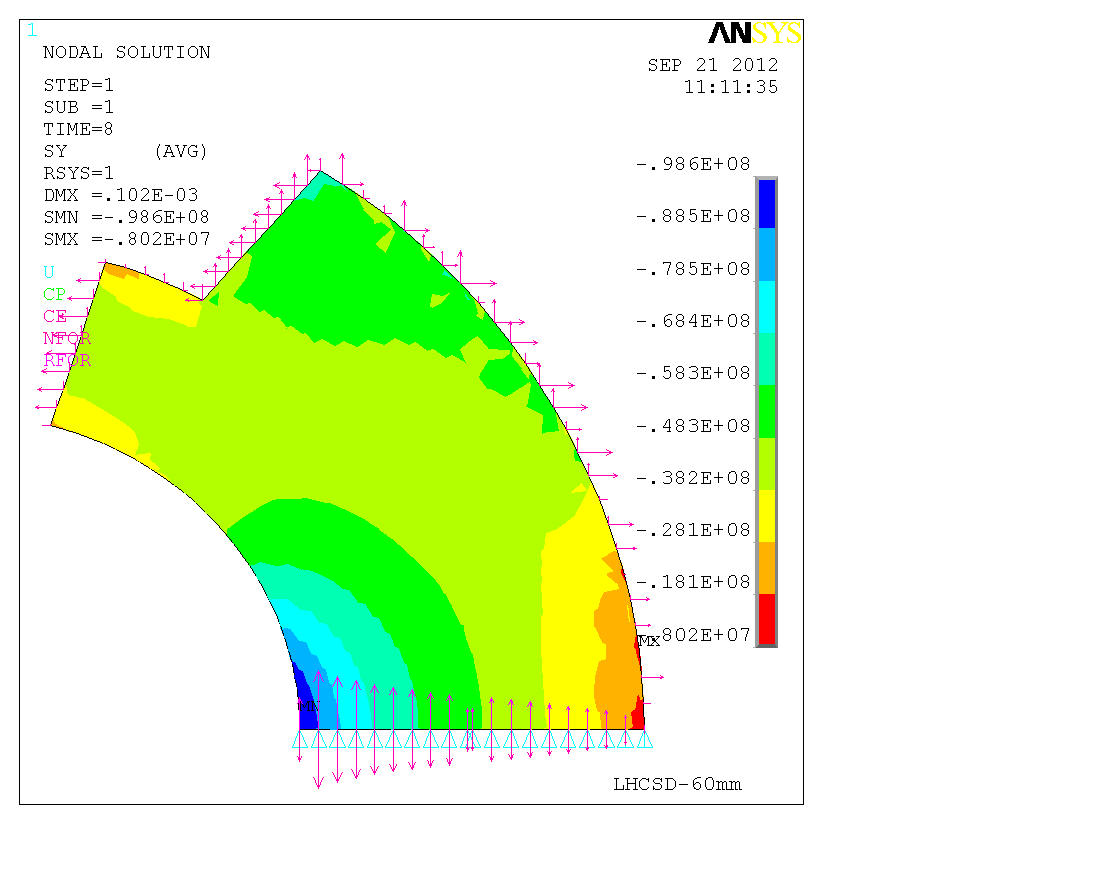 1
ANSYS
NODAL SOLUTION
SEP 21 2012
11:11:35
STEP=1
SUB =1
TIME=8
SY (AVG)
RSYS=1
DMX =.102E-03
SMN =-.986E+08
SMX =-.802E+07
U
CP
CE
NFOR
RFOR
-.986E+08
-.885E+08
-.785E+08
-.684E+08
-.583E+08
-.483E+08
-.382E+08
-.281E+08
-.181E+08
-.802E+07
MX
MN
LHCSD-60mm